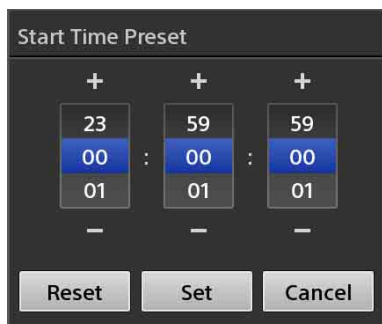 Start Time Preset
+ + +
23 59 59
00 : 00 : 00
01 01 01
− − −
Reset Set Cancel